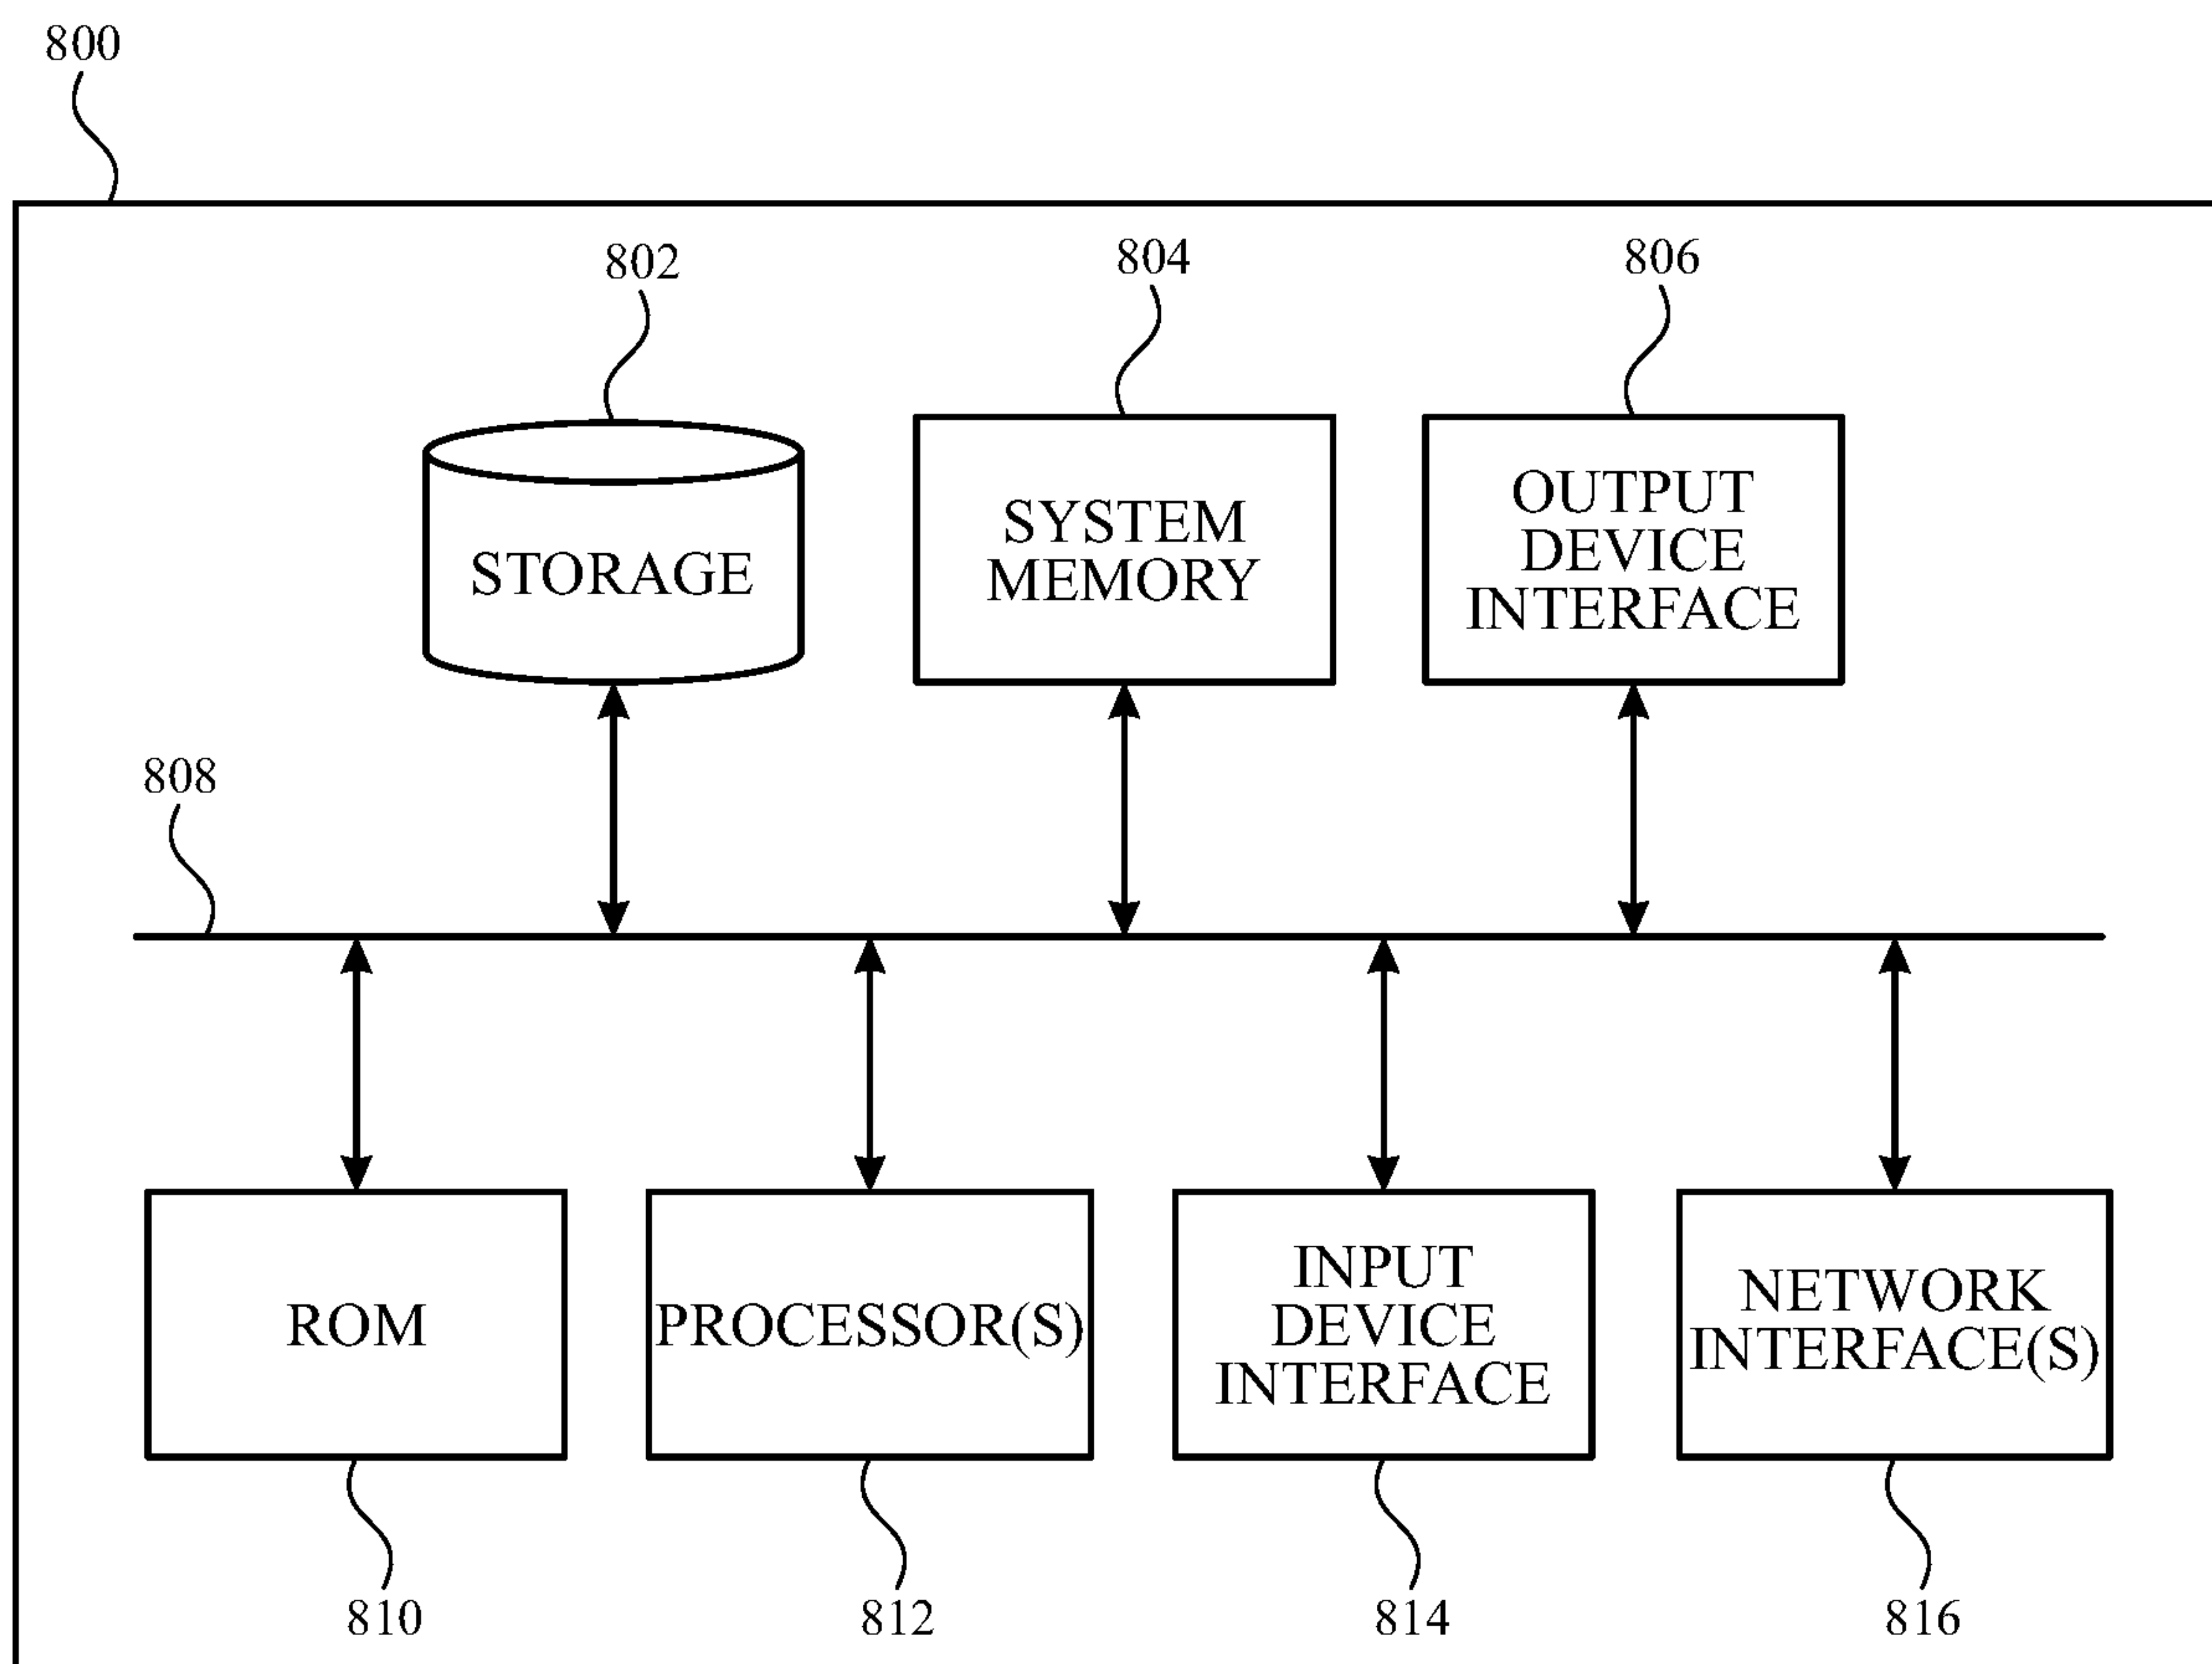 800
802
804
806
STORAGE
SYSTEM
MEMORY
OUTPUT
DEVICE
INTERFACE
808
ROM
PROCESSOR(S)
INPUT
DEVICE
INTERFACE
NETWORK
INTERFACE(S)
810
812
814
816